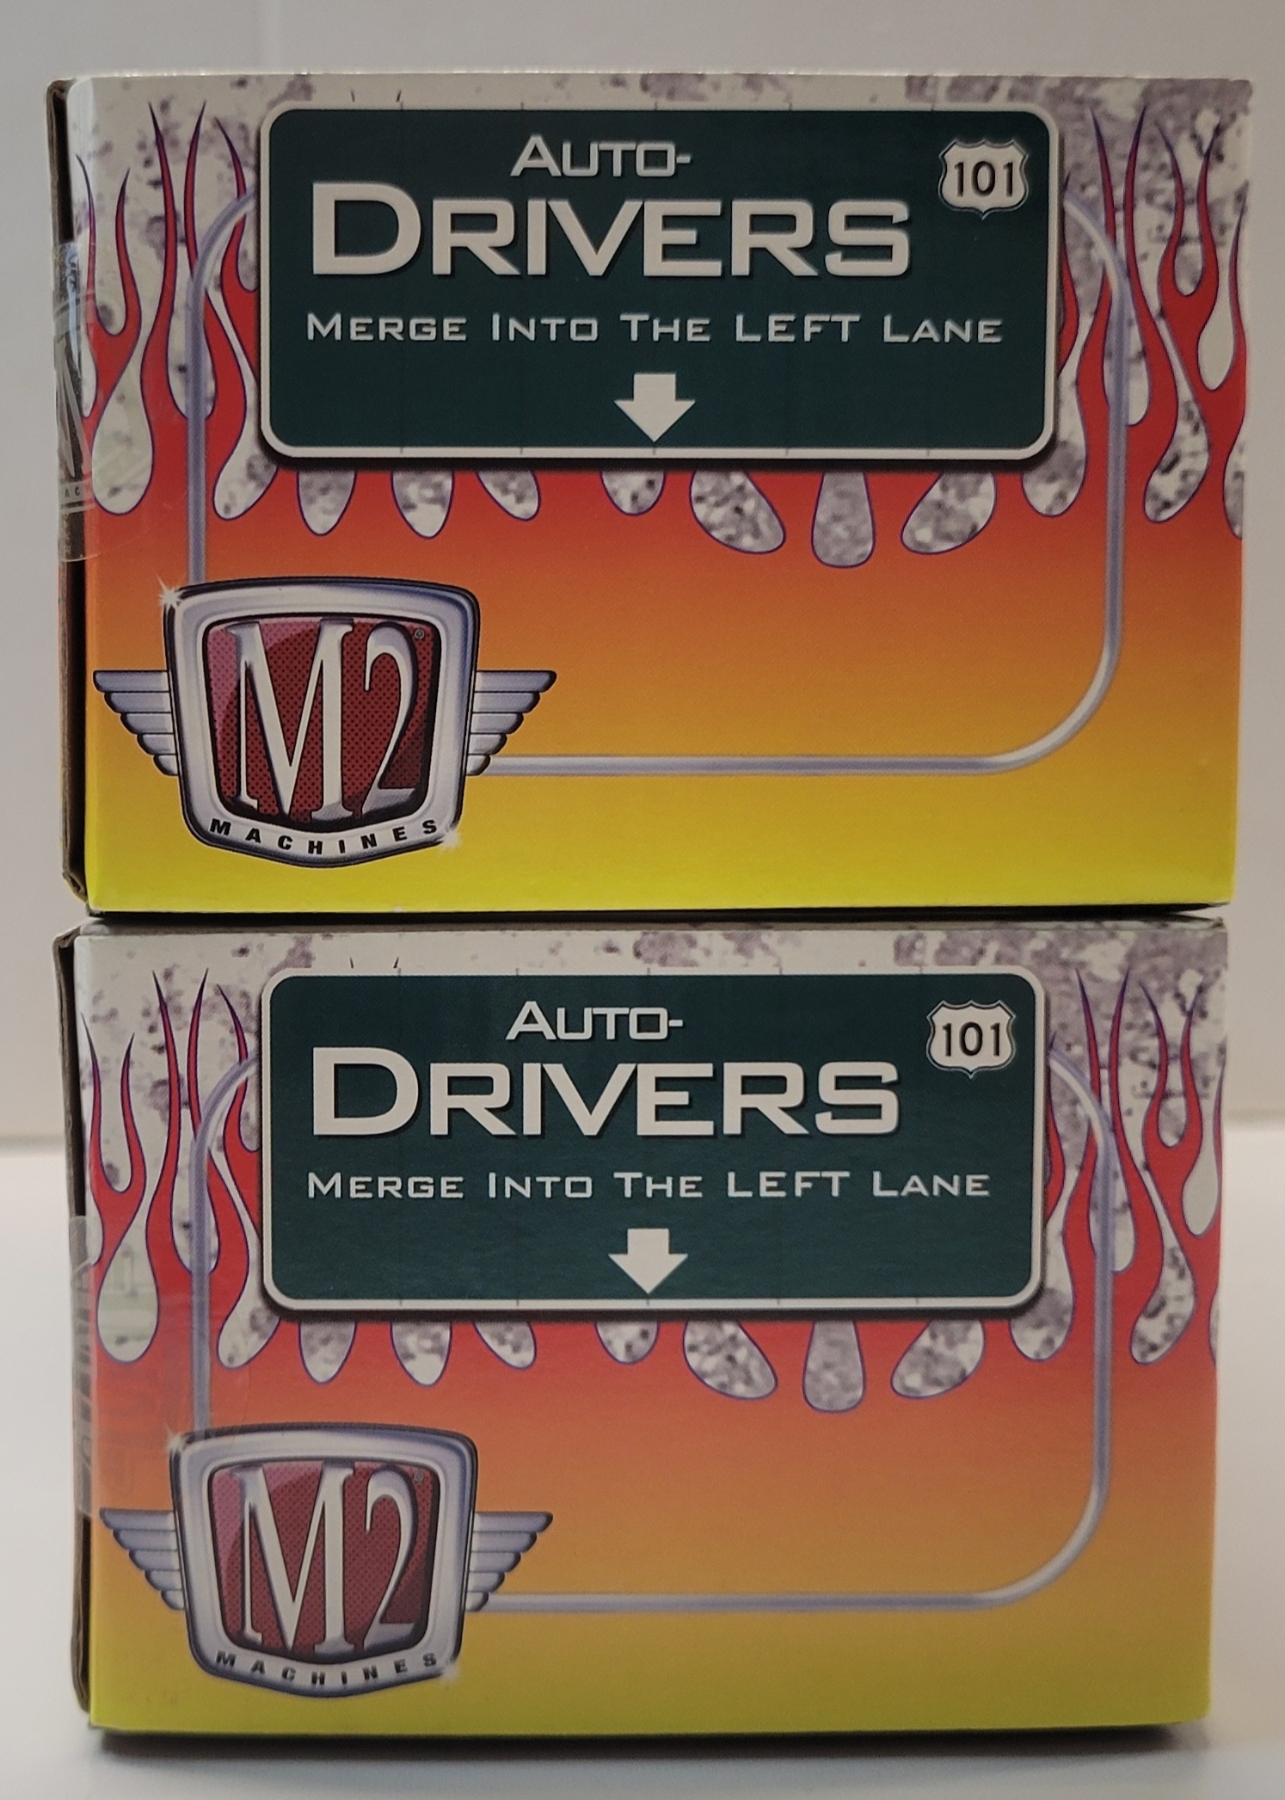 AUTO-
DRIVERS
101
MERGE INTO THE LEFT LANE
M2
MACHINES
AUTO-
DRIVERS
101
MERGE INTO THE LEFT LANE
M2
MACHINES